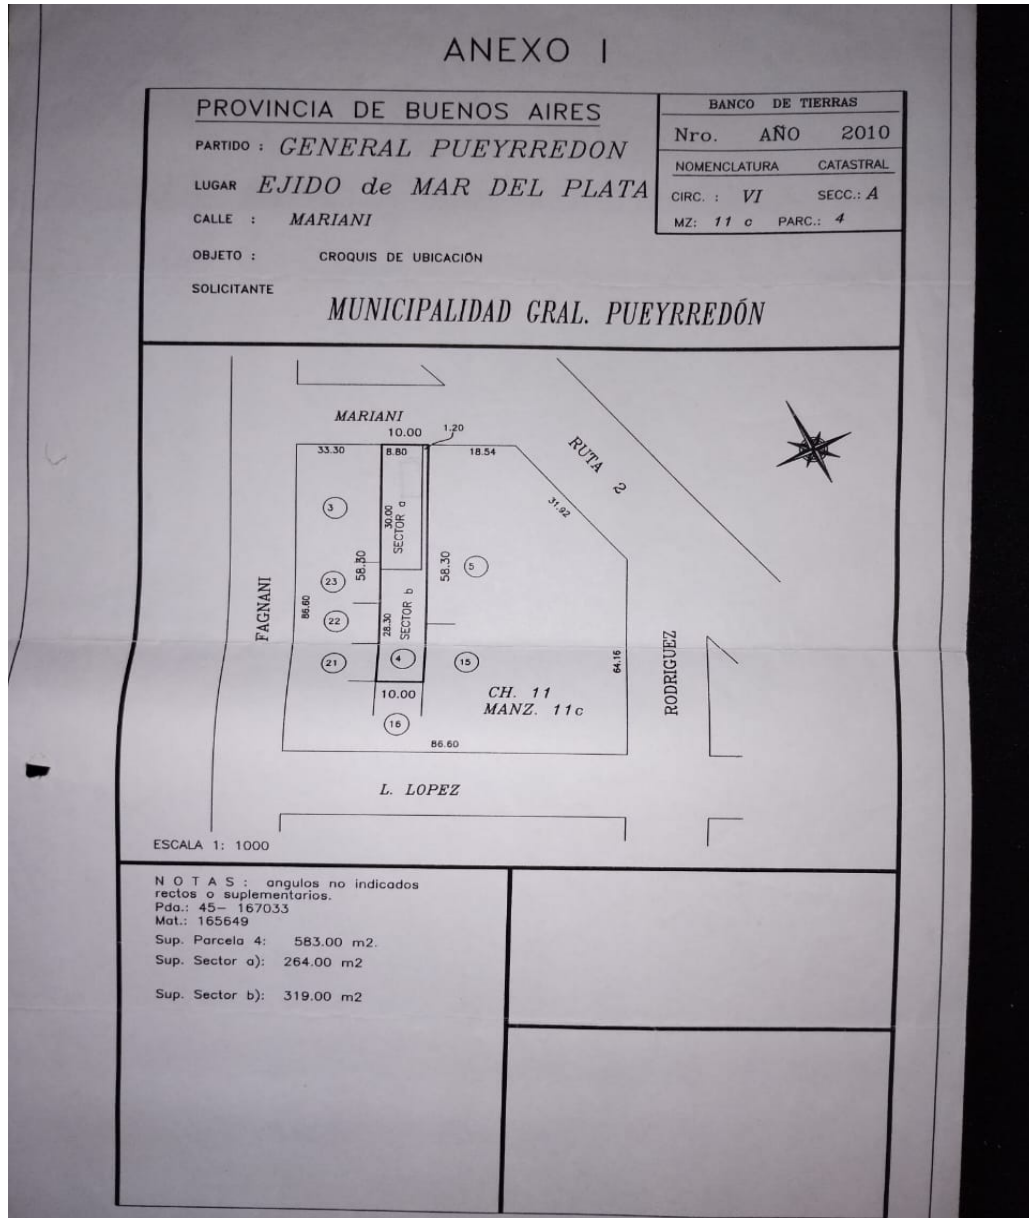 ANEXO I
PROVINCIA DE BUENOS AIRES
PARTIDO : GENERAL PUEYRREDON
LUGAR EJIDO de MAR DEL PLATA
CALLE : MARIANI
OBJETO : CROQUIS DE UBICACIÓN
SOLICITANTE
MUNICIPALIDAD GRAL. PUEYRREDÓN
BANCO DE TIERRAS
Nro. AÑO 2010
NOMENCLATURA CATASTRAL
CIRC. : VI SECC.: A
MZ: 11 c PARC.: 4
MARIANI
10.00
1.20
33.30
8.80
18.54
RUTA 2
31.92
3
30.00
SECTOR a
58.30
58.30
5
23
86.60
22
FAGNANI
28.30
SECTOR b
21
4
15
64.16
RODRIGUEZ
10.00
CH. 11
MANZ. 11c
16
86.60
L. LOPEZ
ESCALA 1: 1000
N O T A S : angulos no indicados
rectos o suplementarios.
Pda.: 45- 167033
Mat.: 165649
Sup. Parcela 4: 583.00 m2.
Sup. Sector a): 264.00 m2
Sup. Sector b): 319.00 m2